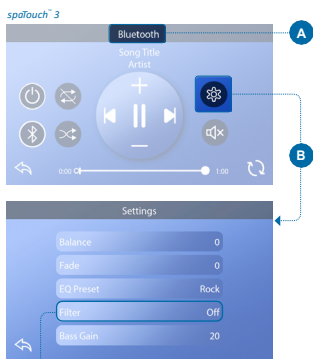 spaTouch™ 3
Bluetooth
A
Song Title
Artist
B
0;00
1;00
Settings
Balance 0
Fade 0
EQ Preset Rock
Filter Off
Bass Gain 20